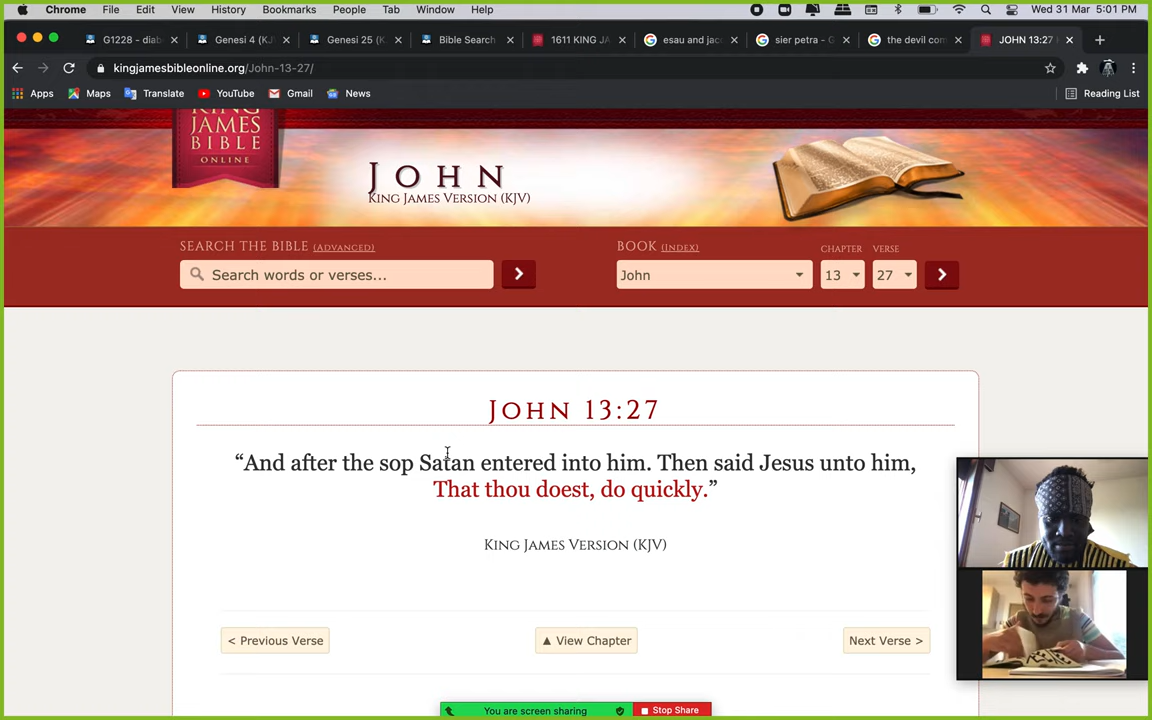 Chrome File Edit View History Bookmarks People Tab Window Help Wed 31 Mar 5:01 PM
G1228 - diab Genesi 4 (KJ Genesi 25 (K Bible Search 1611 KING JA esau and jac sier petra - G the devil com JOHN 13:27
kingjamesbibleonline.org/John-13-27/
Apps Maps Translate YouTube Gmail News Reading List
KING
JAMES
BIBLE
ONLINE
JOHN
KING JAMES VERSION (KJV)
SEARCH THE BIBLE (ADVANCED) BOOK (INDEX) CHAPTER VERSE
Search words or verses... John 13 27
JOHN 13:27
“And after the sop Satan entered into him. Then said Jesus unto him,
That thou doest, do quickly.”
KING JAMES VERSION (KJV)
< Previous Verse ▲ View Chapter Next Verse >
You are screen sharing Stop Share